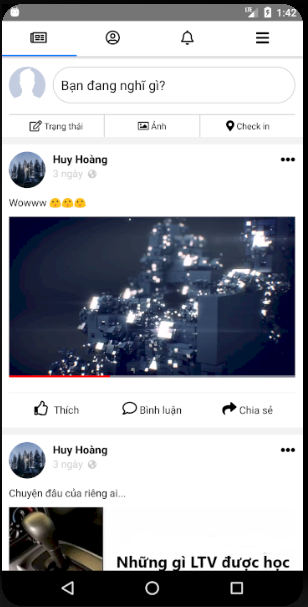 1:42
Bạn đang nghĩ gì?
Trạng thái
Ảnh
Check in
Huy Hoàng
3 ngày
Wowww 🤔🤔🤔
Thích
Bình luận
Chia sẻ
Huy Hoàng
3 ngày
Chuyện đâu của riêng ai...
Những gì LTV được học